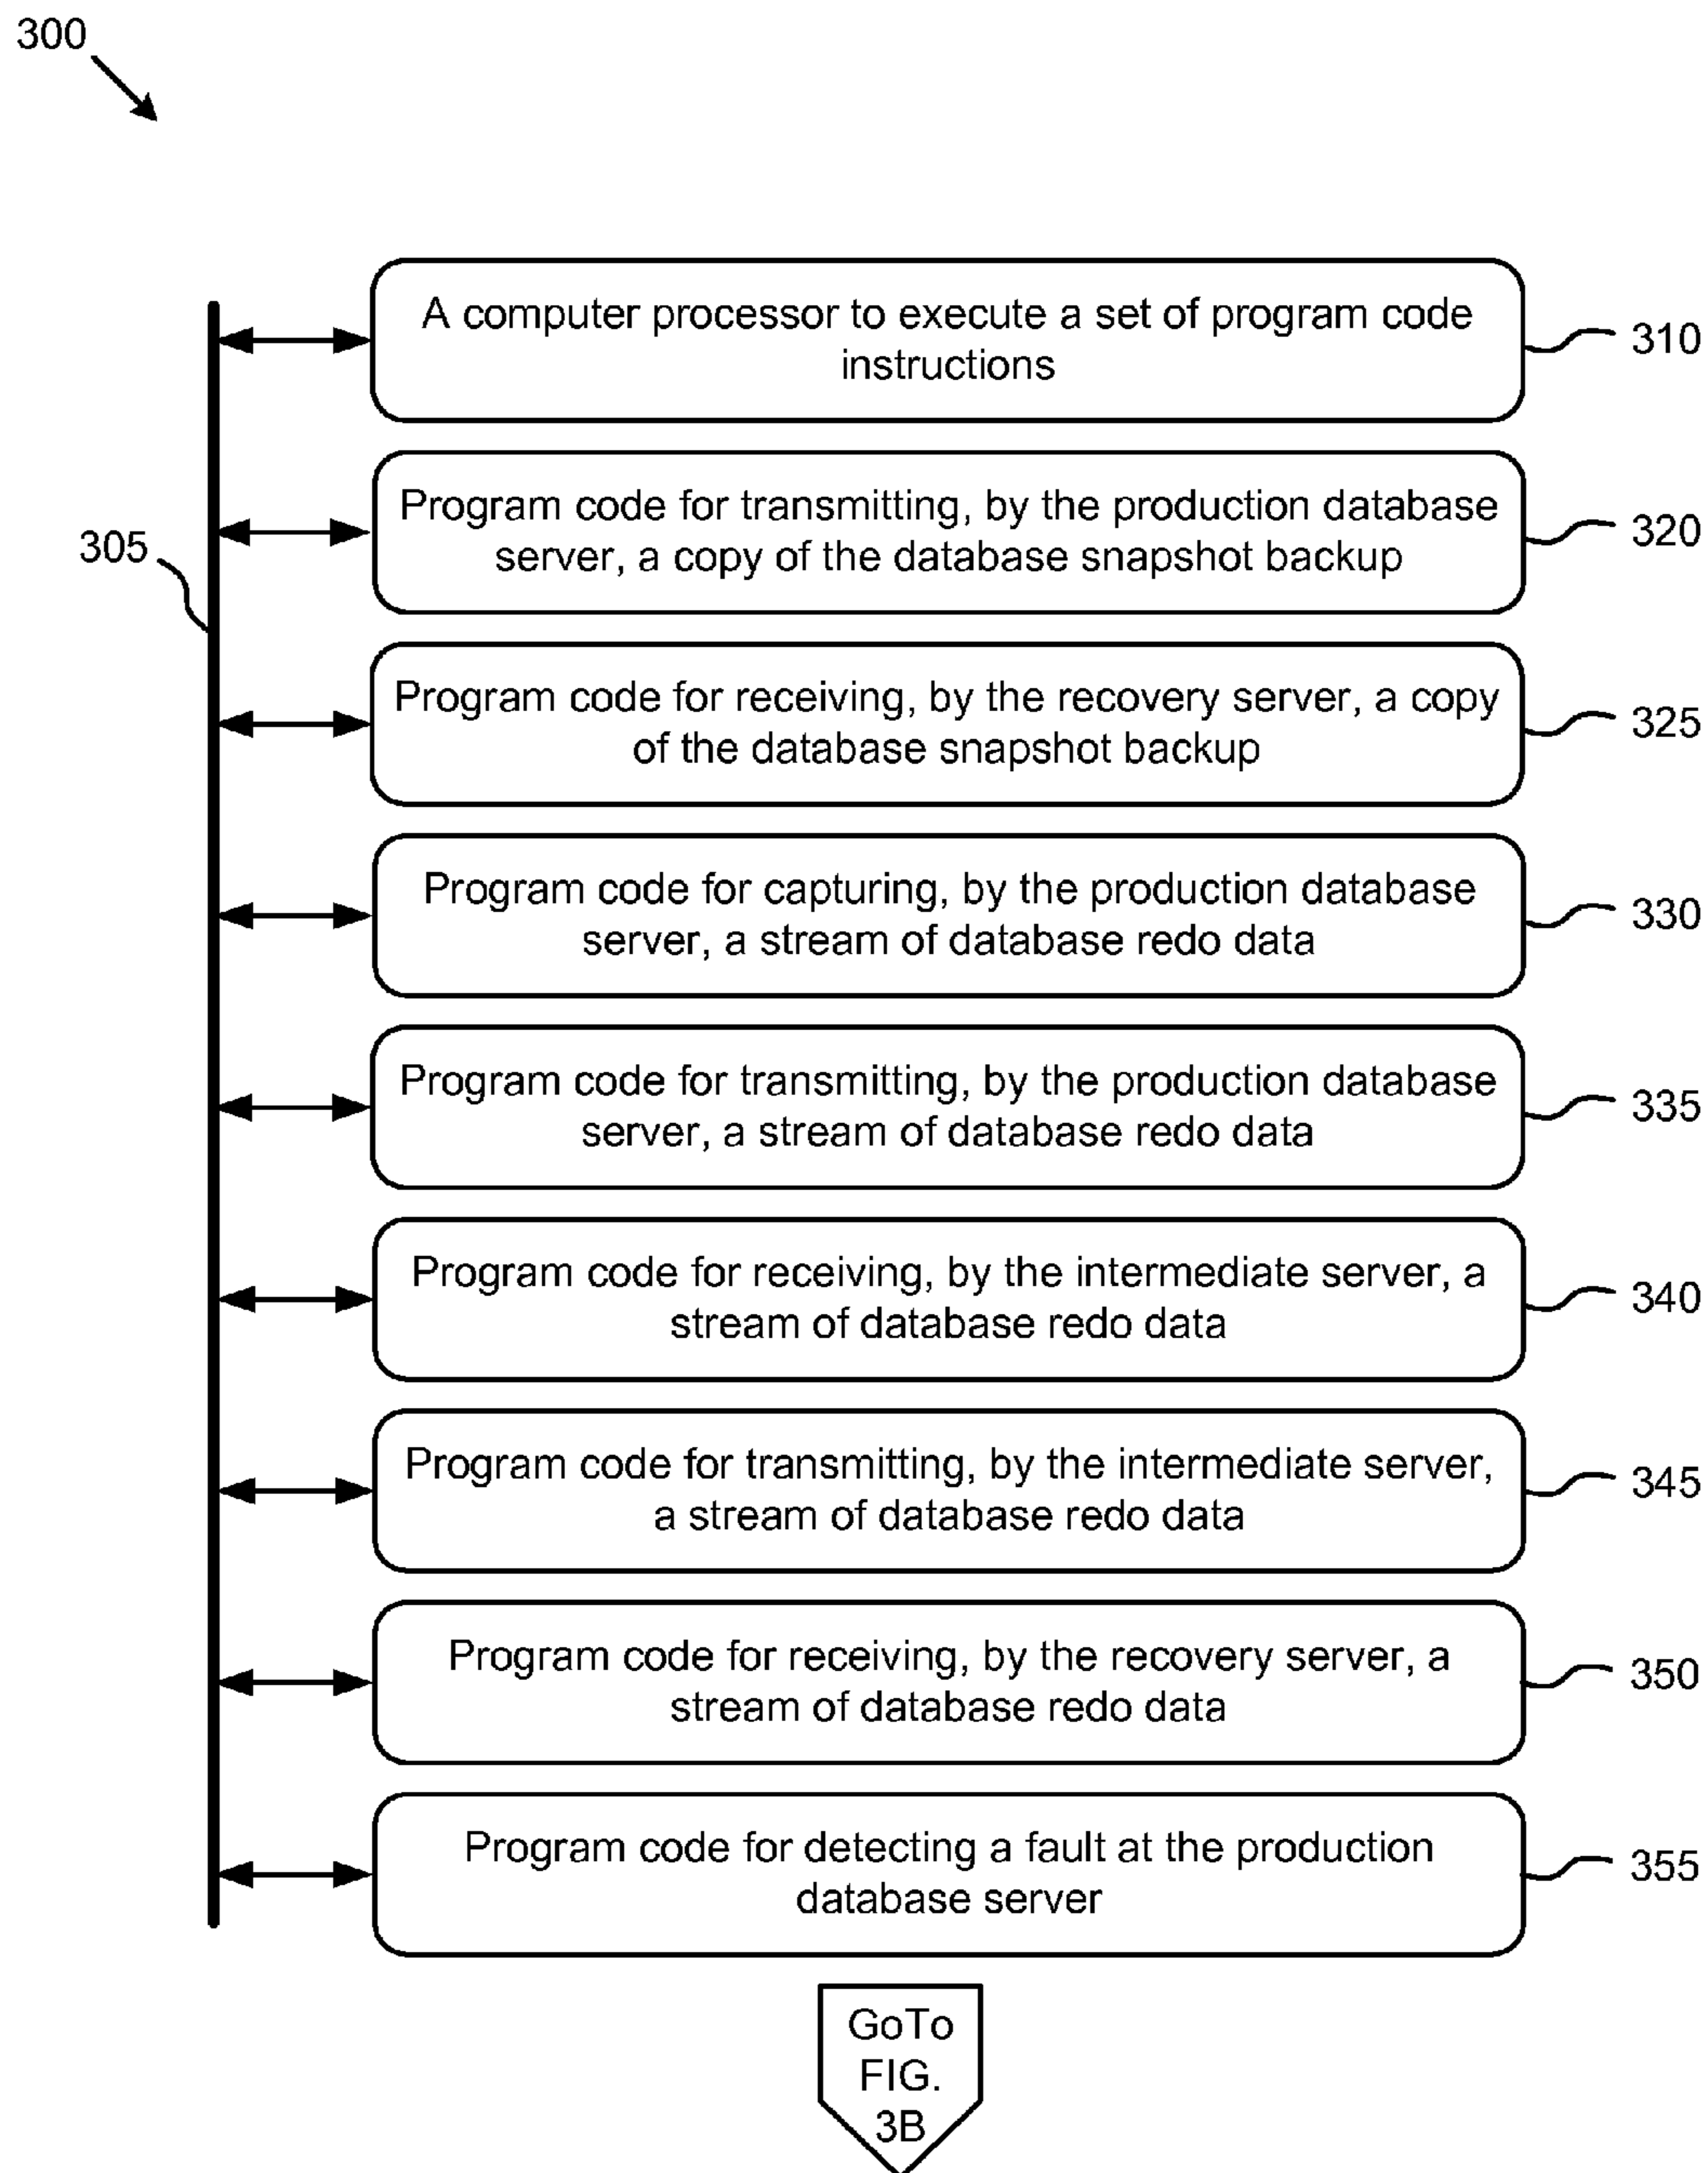 300
A computer processor to execute a set of program code
instructions
310
Program code for transmitting, by the production database
server, a copy of the database snapshot backup
320
305
Program code for receiving, by the recovery server, a copy
of the database snapshot backup
325
Program code for capturing, by the production database
server, a stream of database redo data
330
Program code for transmitting, by the production database
server, a stream of database redo data
335
Program code for receiving, by the intermediate server, a
stream of database redo data
340
Program code for transmitting, by the intermediate server,
a stream of database redo data
345
Program code for receiving, by the recovery server, a
stream of database redo data
350
Program code for detecting a fault at the production
database server
355
GoTo
FIG.
3B